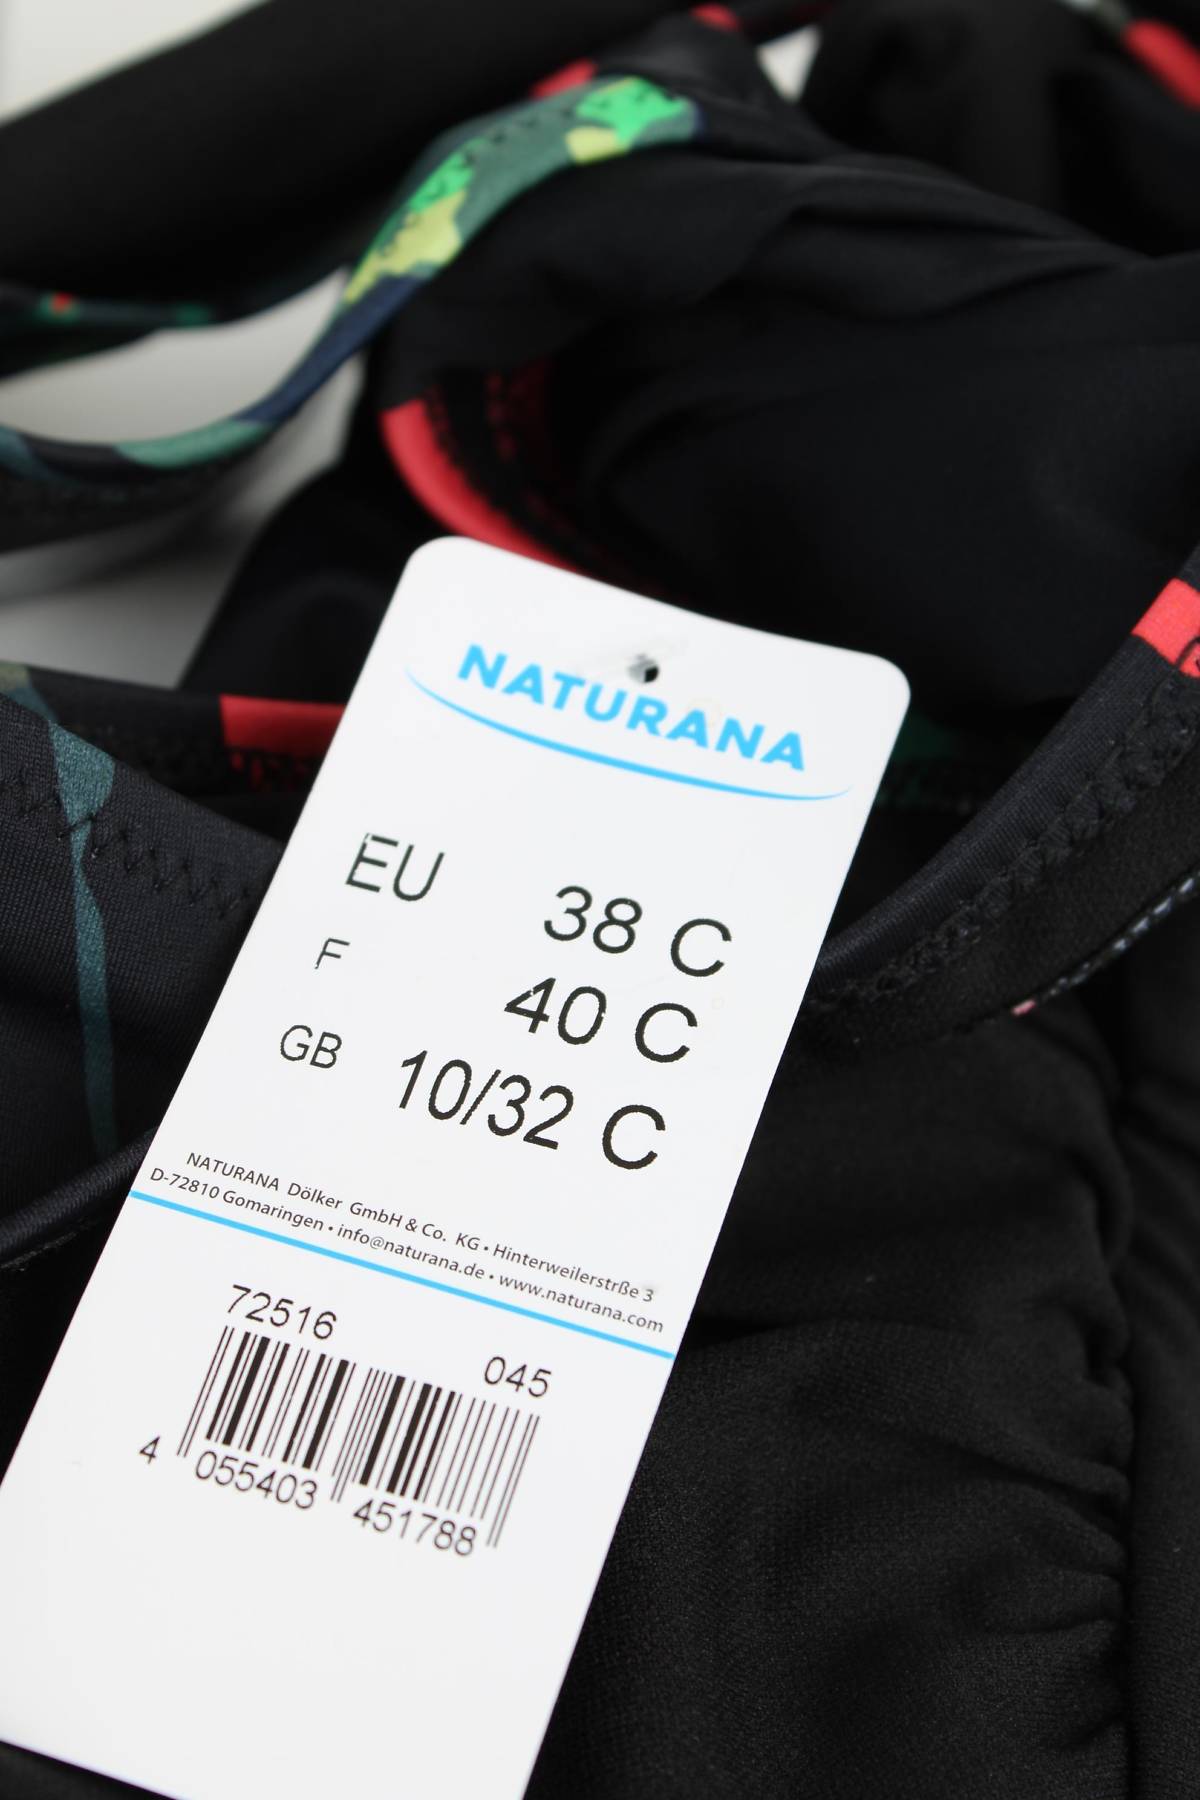 NATURANA
EU 38 C
F 40 C
GB 10/32 C
NATURANA Dölker GmbH & Co. KG • Hinterweilerstrße 3
D-72810 Gomaringen • info@naturana.de • www.naturana.com
72516 045
4 055403 451788